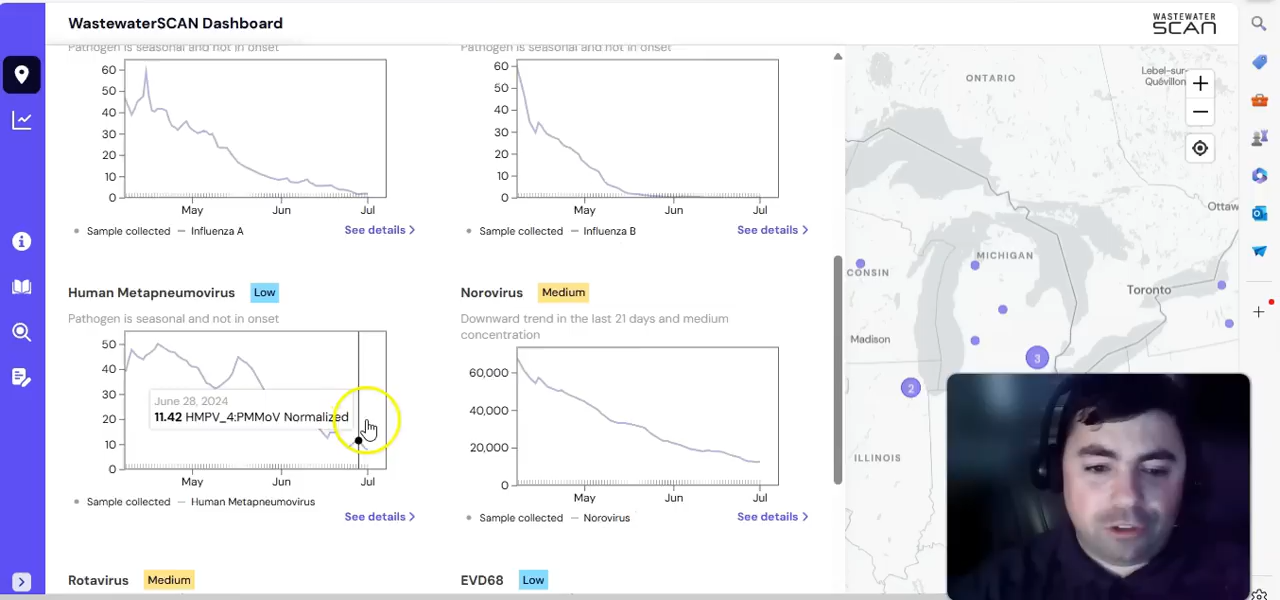 WastewaterSCAN Dashboard
WASTEWATER
SCAN
Pathogen is seasonal and not in onset
60
50
40
30
20
10
0
May
Jun
Jul
Sample collected
Influenza A
See details
Pathogen is seasonal and not in onset
60
50
40
30
20
10
0
May
Jun
Jul
Sample collected
Influenza B
See details
Human Metapneumovirus Low
Pathogen is seasonal and not in onset
50
40
30
20
10
0
June 28, 2024
11.42 HMPV_4:PMMoV Normalized
May
Jun
Jul
Sample collected
Human Metapneumovirus
See details
Norovirus Medium
Downward trend in the last 21 days and medium
concentration
60,000
40,000
20,000
0
May
Jun
Jul
Sample collected
Norovirus
See details
Rotavirus Medium
EVD68 Low
ONTARIO
Lebel-sur-
Quévillon
Ottaw
MICHIGAN
CONSIN
Toronto
Madison
3
2
ILLINOIS